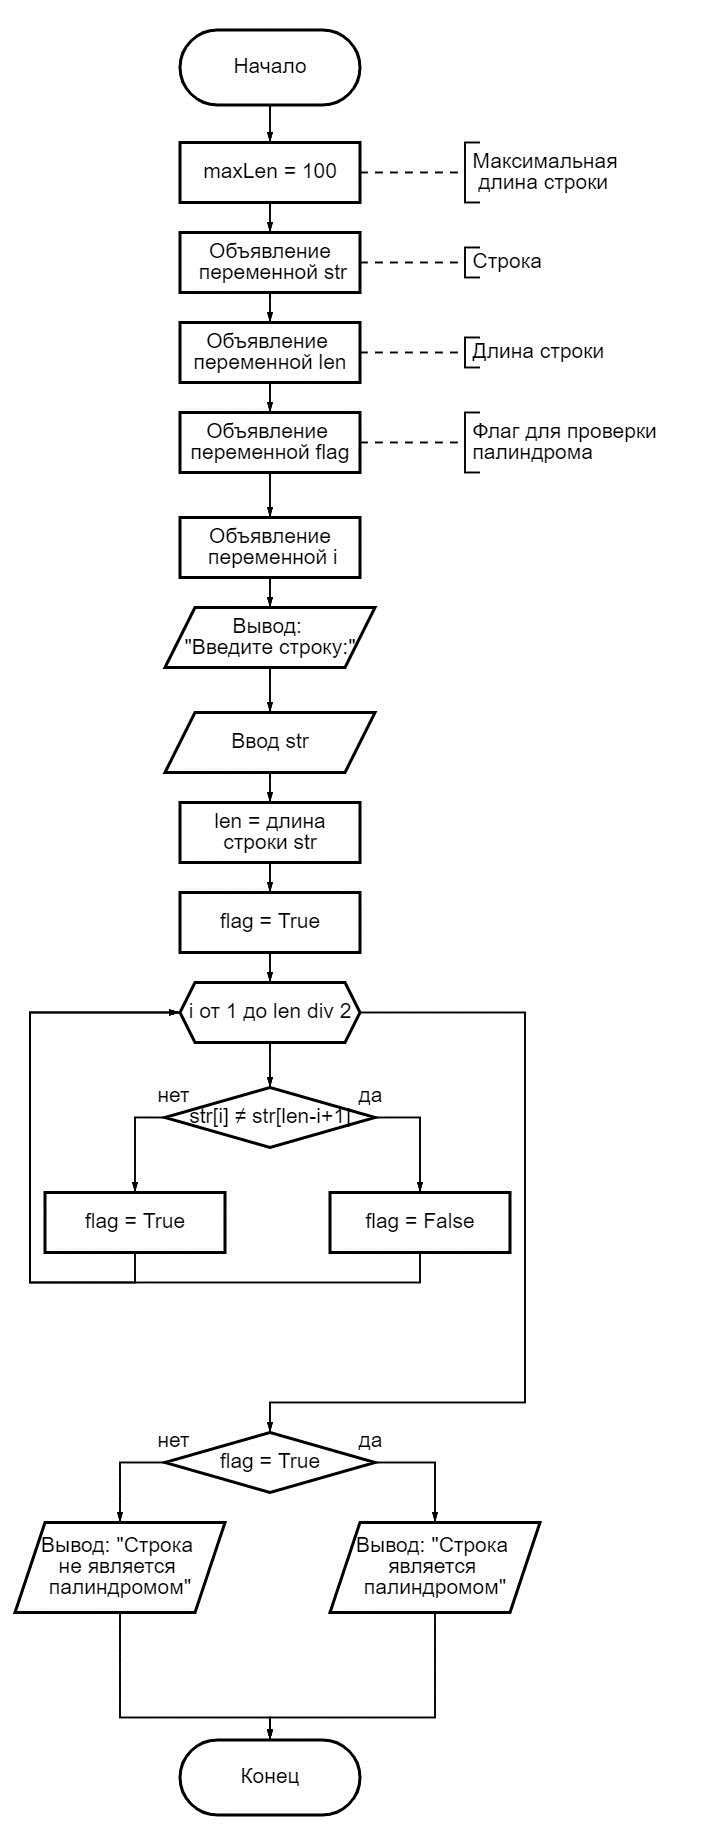 Начало
maxLen = 100
Максимальная
длина строки
Объявление
переменной str
Строка
Объявление
переменной len
Длина строки
Объявление
переменной flag
Флаг для проверки
палиндрома
Объявление
переменной i
Вывод:
"Введите строку:"
Ввод str
len = длина
строки str
flag = True
i от 1 до len div 2
нет
да
str[i] ≠ str[len-i+1]
flag = True
flag = False
нет
да
flag = True
Вывод: "Строка
не является
палиндромом"
Вывод: "Строка
является
палиндромом"
Конец